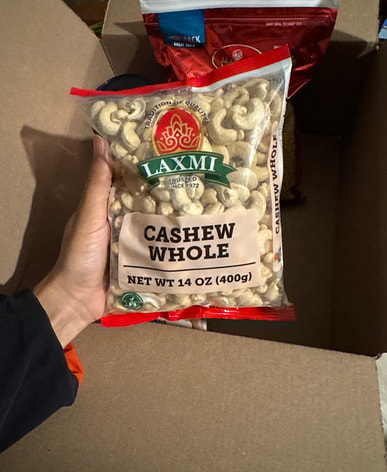 TRADITION OF QUALITY
LAXMI
TRUSTED
SINCE 1972
CASHEW
WHOLE
NET WT 14 OZ (400g)
CASHEW WHOLE